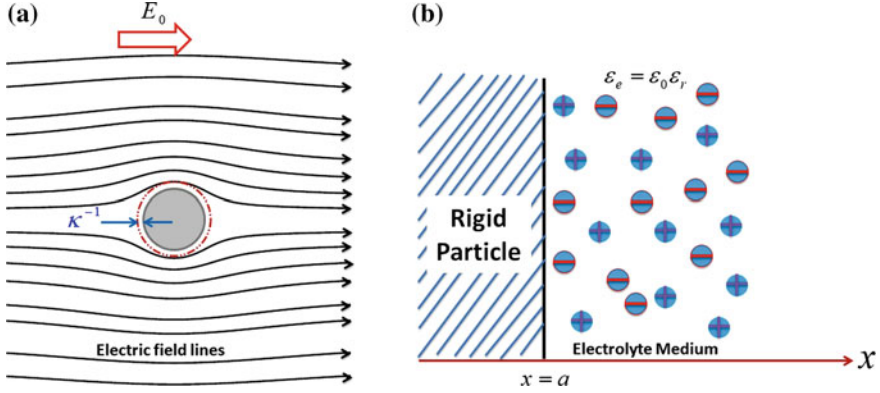 (a)
E₀
κ⁻¹
Electric field lines
(b)
εₑ = ε₀εᵣ
Rigid
Particle
Electrolyte Medium
x
x = a